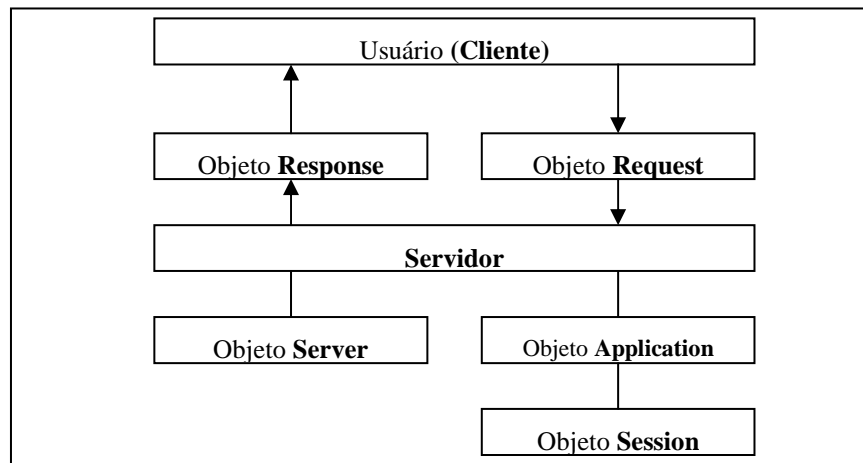 Usuário (Cliente)
Objeto Response
Objeto Request
Servidor
Objeto Server
Objeto Application
Objeto Session